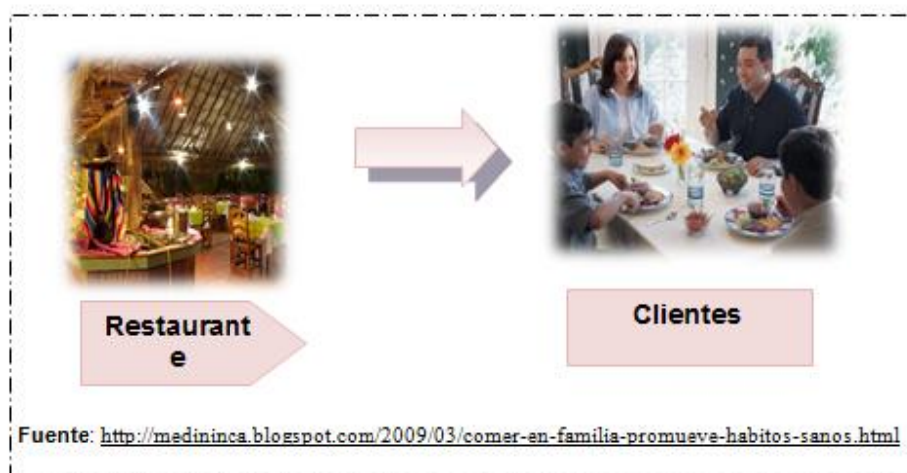 Restaurant
e
Clientes
Fuente: http://medininca.blogspot.com/2009/03/comer-en-familia-promueve-habitos-sanos.html